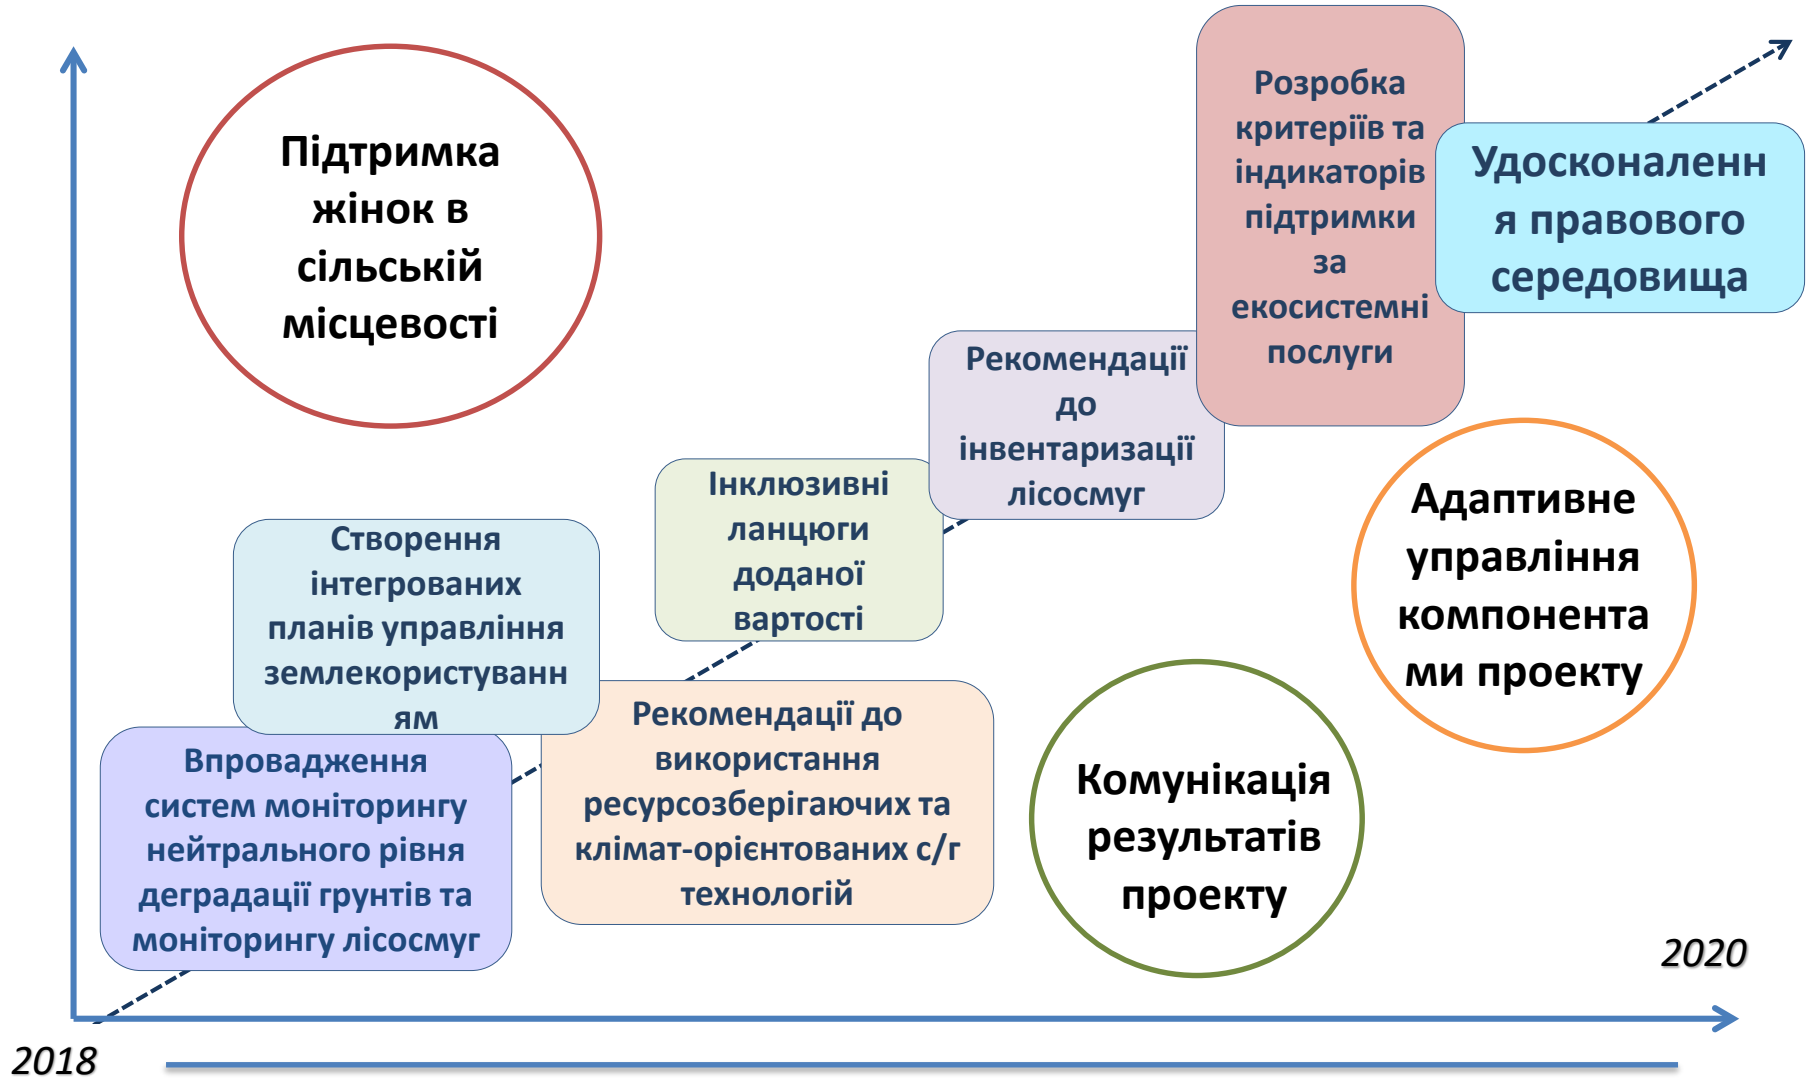 Підтримка
жінок в
сільській
місцевості
Розробка
критеріїв та
індикаторів
підтримки
за
екосистемні
послуги
Удосконаленн
я правового
середовища
Рекомендації
до
інвентаризації
лісосмуг
Інклюзивні
ланцюги
доданої
вартості
Створення
інтегрованих
планів управління
землекористуванн
ям
Адаптивне
управління
компонента
ми проекту
Впровадження
систем моніторингу
нейтрального рівня
деградації грунтів та
моніторингу лісосмуг
Рекомендації до
використання
ресурсозберігаючих та
клімат-орієнтованих с/г
технологій
Комунікація
результатів
проекту
2020
2018